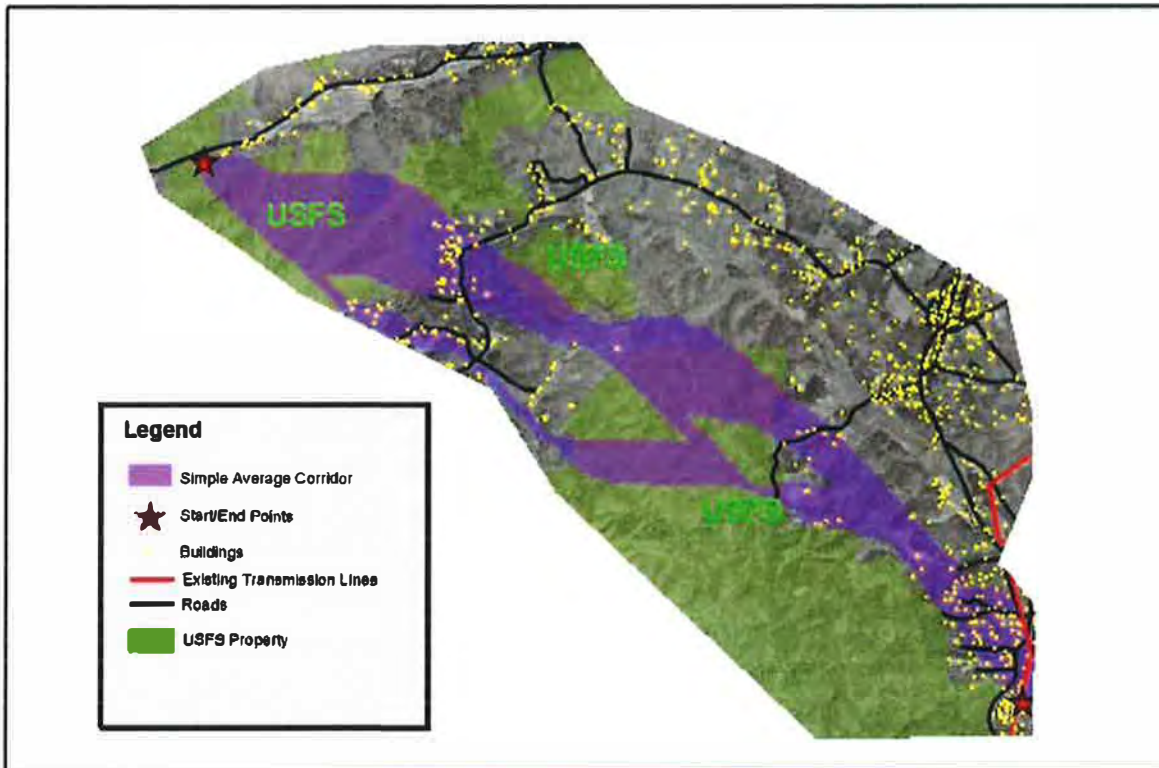 USFS
USFS
USFS
Legend
Simple Average Corridor
Start/End Points
Buildings
Existing Transmission Lines
Roads
USFS Property